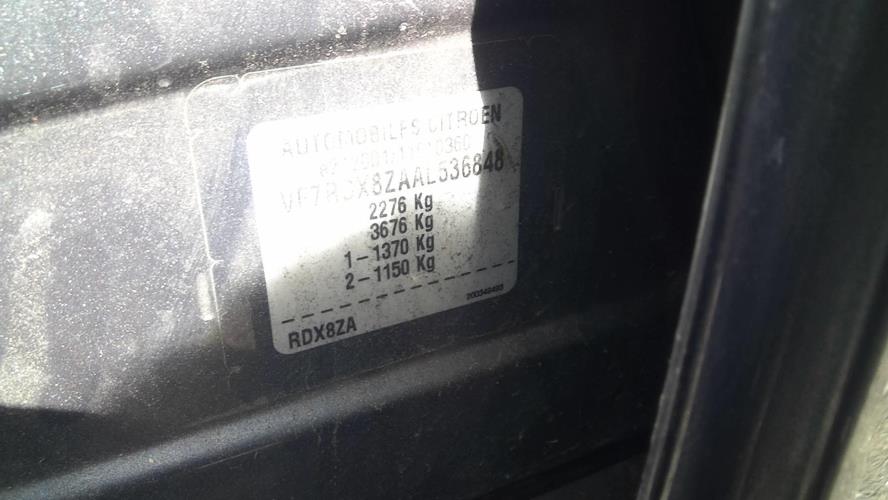 AUTOMOBILES CITROEN
VF7RDX8ZAAL536848
2276 Kg
3676 Kg
1-1370 Kg
2-1150 Kg
RDX8ZA